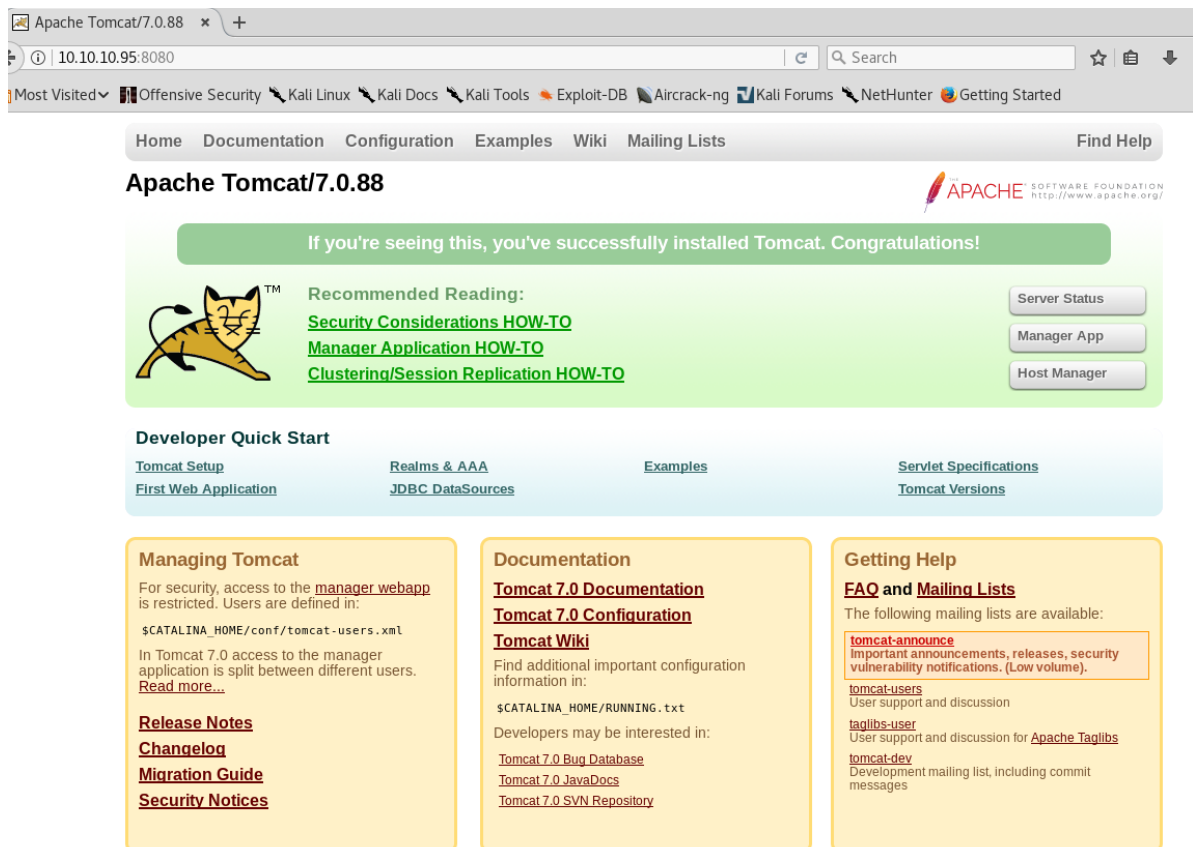 Apache Tomcat/7.0.88
10.10.10.95:8080
Search
Most Visited
Offensive Security
Kali Linux
Kali Docs
Kali Tools
Exploit-DB
Aircrack-ng
Kali Forums
NetHunter
Getting Started
Home Documentation Configuration Examples Wiki Mailing Lists Find Help
Apache Tomcat/7.0.88
THE APACHE SOFTWARE FOUNDATION
http://www.apache.org/
If you're seeing this, you've successfully installed Tomcat. Congratulations!
TM
Recommended Reading:
Security Considerations HOW-TO
Manager Application HOW-TO
Clustering/Session Replication HOW-TO
Server Status
Manager App
Host Manager
Developer Quick Start
Tomcat Setup
First Web Application
Realms & AAA
JDBC DataSources
Examples
Servlet Specifications
Tomcat Versions
Managing Tomcat
For security, access to the manager webapp
is restricted. Users are defined in:
$CATALINA_HOME/conf/tomcat-users.xml
In Tomcat 7.0 access to the manager
application is split between different users.
Read more...
Release Notes
Changelog
Migration Guide
Security Notices
Documentation
Tomcat 7.0 Documentation
Tomcat 7.0 Configuration
Tomcat Wiki
Find additional important configuration
information in:
$CATALINA_HOME/RUNNING.txt
Developers may be interested in:
Tomcat 7.0 Bug Database
Tomcat 7.0 JavaDocs
Tomcat 7.0 SVN Repository
Getting Help
FAQ and Mailing Lists
The following mailing lists are available:
tomcat-announce
Important announcements, releases, security
vulnerability notifications. (Low volume).
tomcat-users
User support and discussion
taglibs-user
User support and discussion for Apache Taglibs
tomcat-dev
Development mailing list, including commit
messages